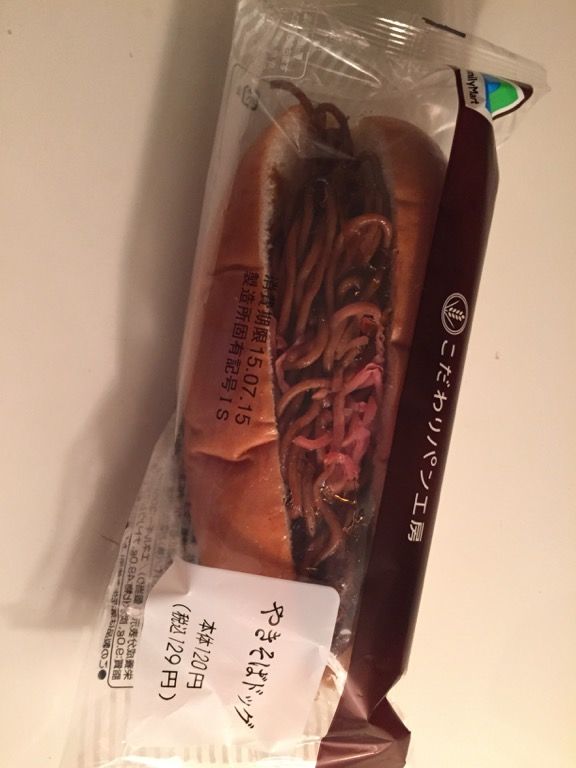 FamilyMart
こだわりパン工房
消費期限15.07.15
製造所固有記号IS
やきそばドッグ
本体120円
(税込129円)